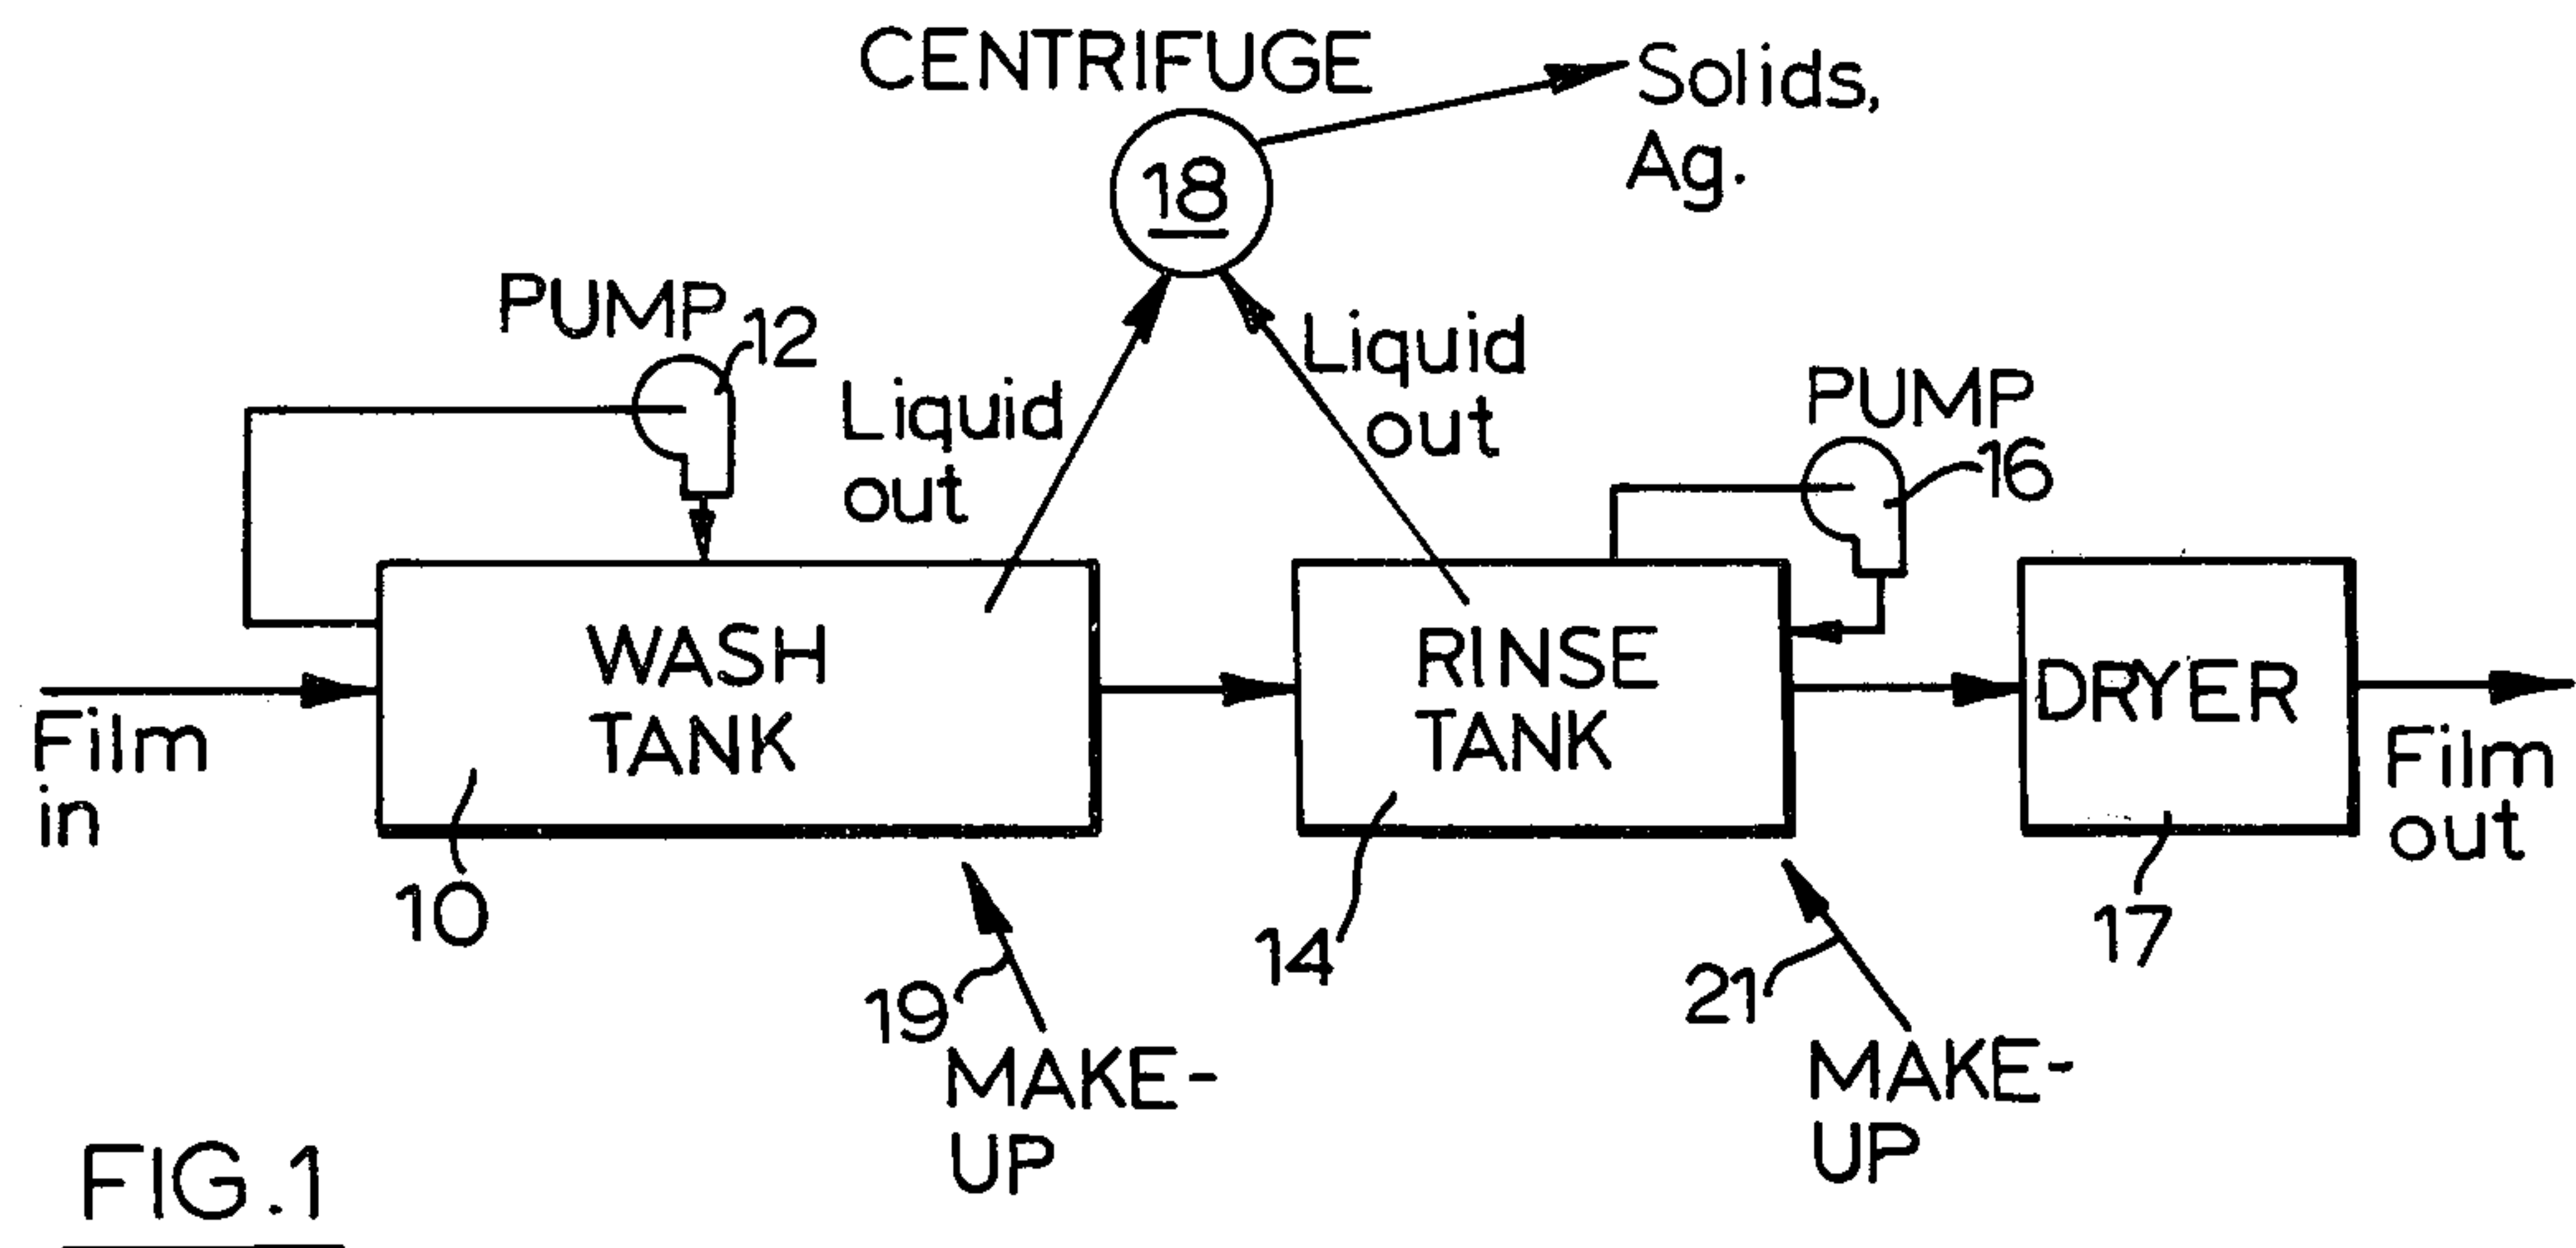 CENTRIFUGE
Solids,
Ag.
18
PUMP
12
Liquid
out
Liquid
out
PUMP
16
WASH
TANK
RINSE
TANK
DRYER
Film
in
Film
out
10
14
17
19
MAKE-
UP
21
MAKE-
UP
FIG.1